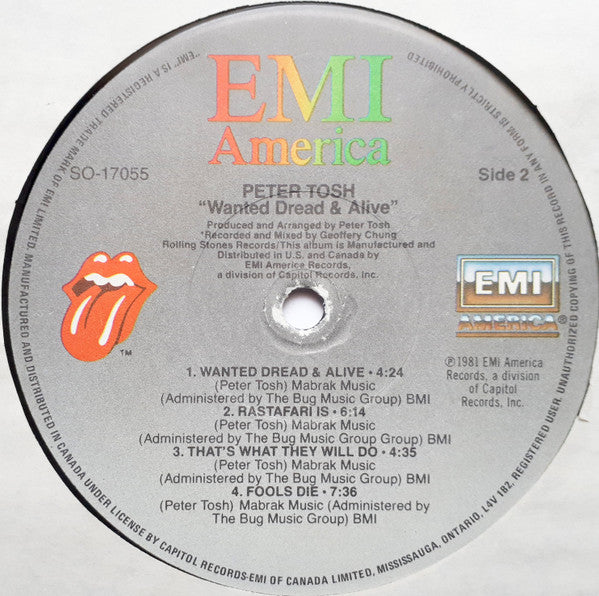 EMI
America
SO-17055
PETER TOSH
Side 2
"Wanted Dread & Alive"
Produced and Arranged by Peter Tosh
*Recorded and Mixed by Geoffery Chung
Rolling Stones Records/This album is Manufactured and
Distributed in U.S. and Canada by
EMI America Records,
a division of Capitol Records, Inc.
TM
EMI
AMERICA®
℗1981 EMI America
Records, a division
of Capitol
Records, Inc.
1. WANTED DREAD & ALIVE • 4:24
(Peter Tosh) Mabrak Music
(Administered by The Bug Music Group Group) BMI
2. RASTAFARI IS • 6:14
(Peter Tosh) Mabrak Music
(Administered by The Bug Music Group Group) BMI
3. THAT'S WHAT THEY WILL DO • 4:35
(Peter Tosh) Mabrak Music
(Administered by The Bug Music Group) BMI
4. FOOLS DIE • 7:36
(Peter Tosh) Mabrak Music (Administered by
The Bug Music Group) BMI
MANUFACTURED AND DISTRIBUTED IN CANADA UNDER LICENSE BY CAPITOL RECORDS-EMI OF CANADA LIMITED, MISSISSAUGA, ONTARIO, L4V 1B2, REGISTERED USER. UNAUTHORIZED COPYING OF THIS RECORD IN ANY FORM IS STRICTLY PROHIBITED
"EMI" IS A REGISTERED TRADE MARK OF EMI LIMITED.